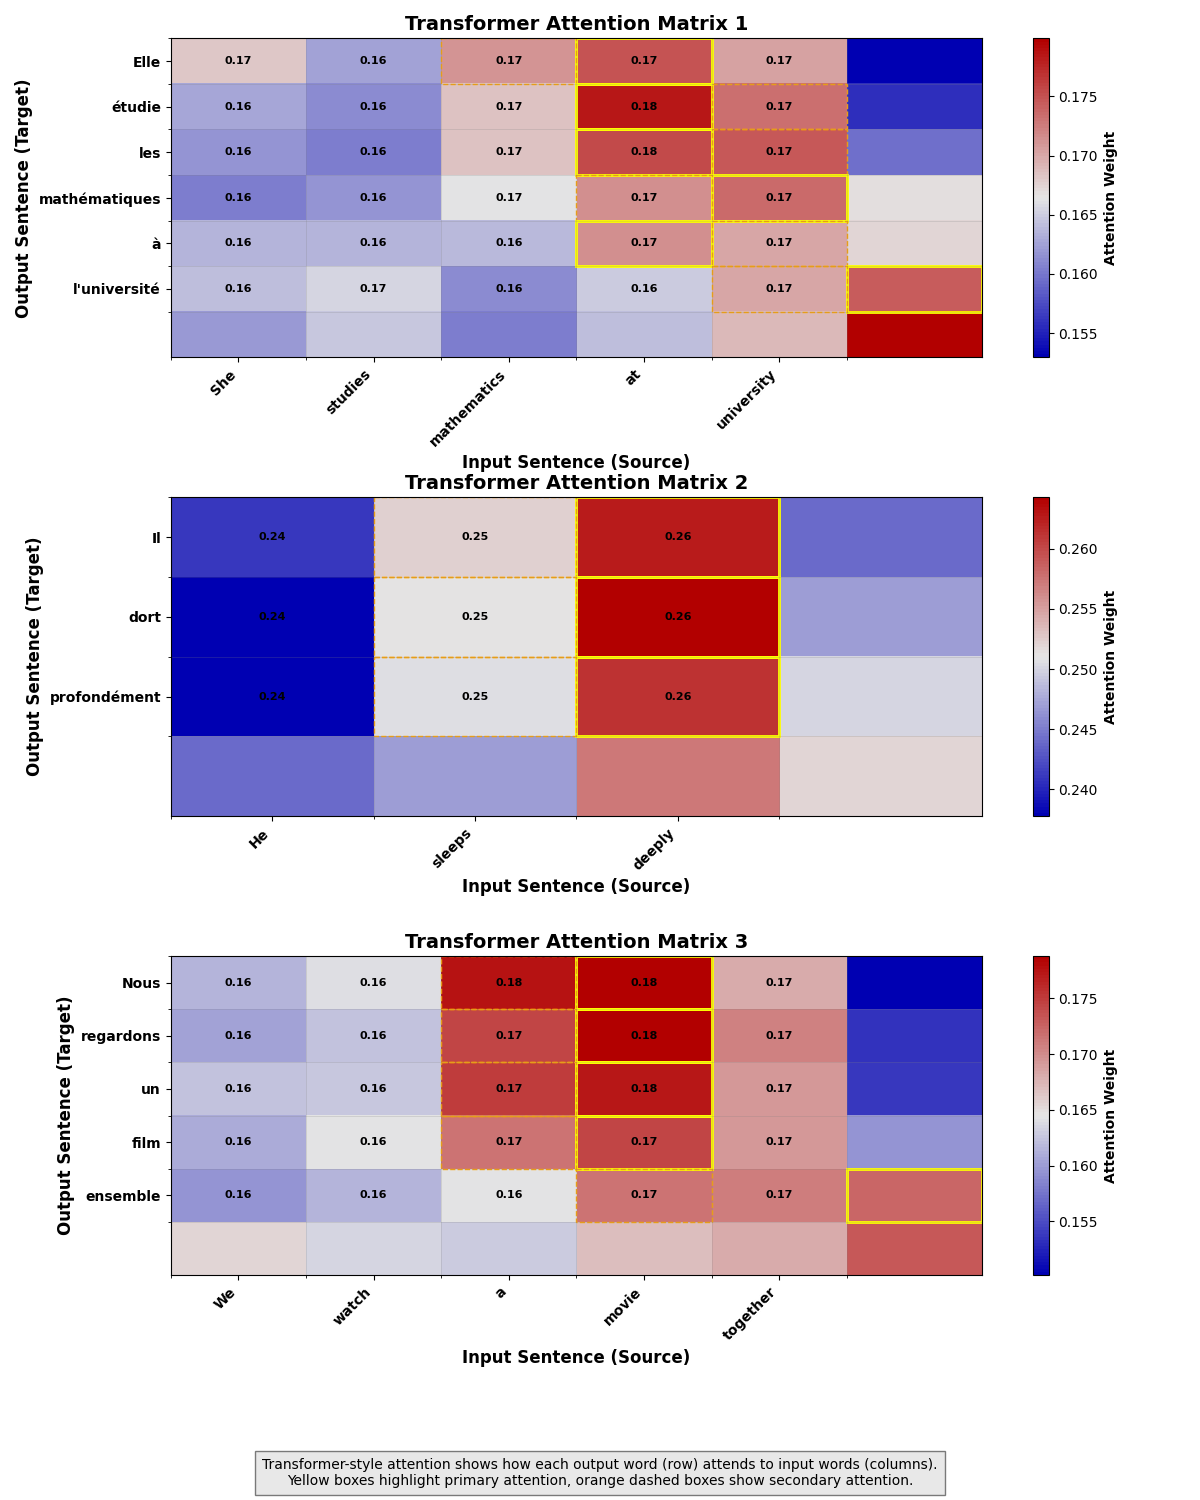 Transformer Attention Matrix 1
Output Sentence (Target)
Elle 0.17 0.16 0.17 0.17 0.17
étudie 0.16 0.16 0.17 0.18 0.17
les 0.16 0.16 0.17 0.18 0.17
mathématiques 0.16 0.16 0.17 0.17 0.17
à 0.16 0.16 0.16 0.17 0.17
l'université 0.16 0.17 0.16 0.16 0.17
She studies mathematics at university
Input Sentence (Source)
0.175
0.170
0.165
0.160
0.155
Attention Weight
Transformer Attention Matrix 2
Output Sentence (Target)
Il 0.24 0.25 0.26
dort 0.24 0.25 0.26
profondément 0.24 0.25 0.26
He sleeps deeply
Input Sentence (Source)
0.260
0.255
0.250
0.245
0.240
Attention Weight
Transformer Attention Matrix 3
Output Sentence (Target)
Nous 0.16 0.16 0.18 0.18 0.17
regardons 0.16 0.16 0.17 0.18 0.17
un 0.16 0.16 0.17 0.18 0.17
film 0.16 0.16 0.17 0.17 0.17
ensemble 0.16 0.16 0.16 0.17 0.17
We watch a movie together
Input Sentence (Source)
0.175
0.170
0.165
0.160
0.155
Attention Weight
Transformer-style attention shows how each output word (row) attends to input words (columns).
Yellow boxes highlight primary attention, orange dashed boxes show secondary attention.